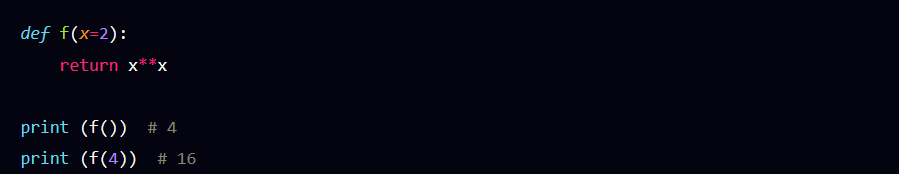 def f(x=2):
    return x**x

print (f())  # 4
print (f(4))  # 16